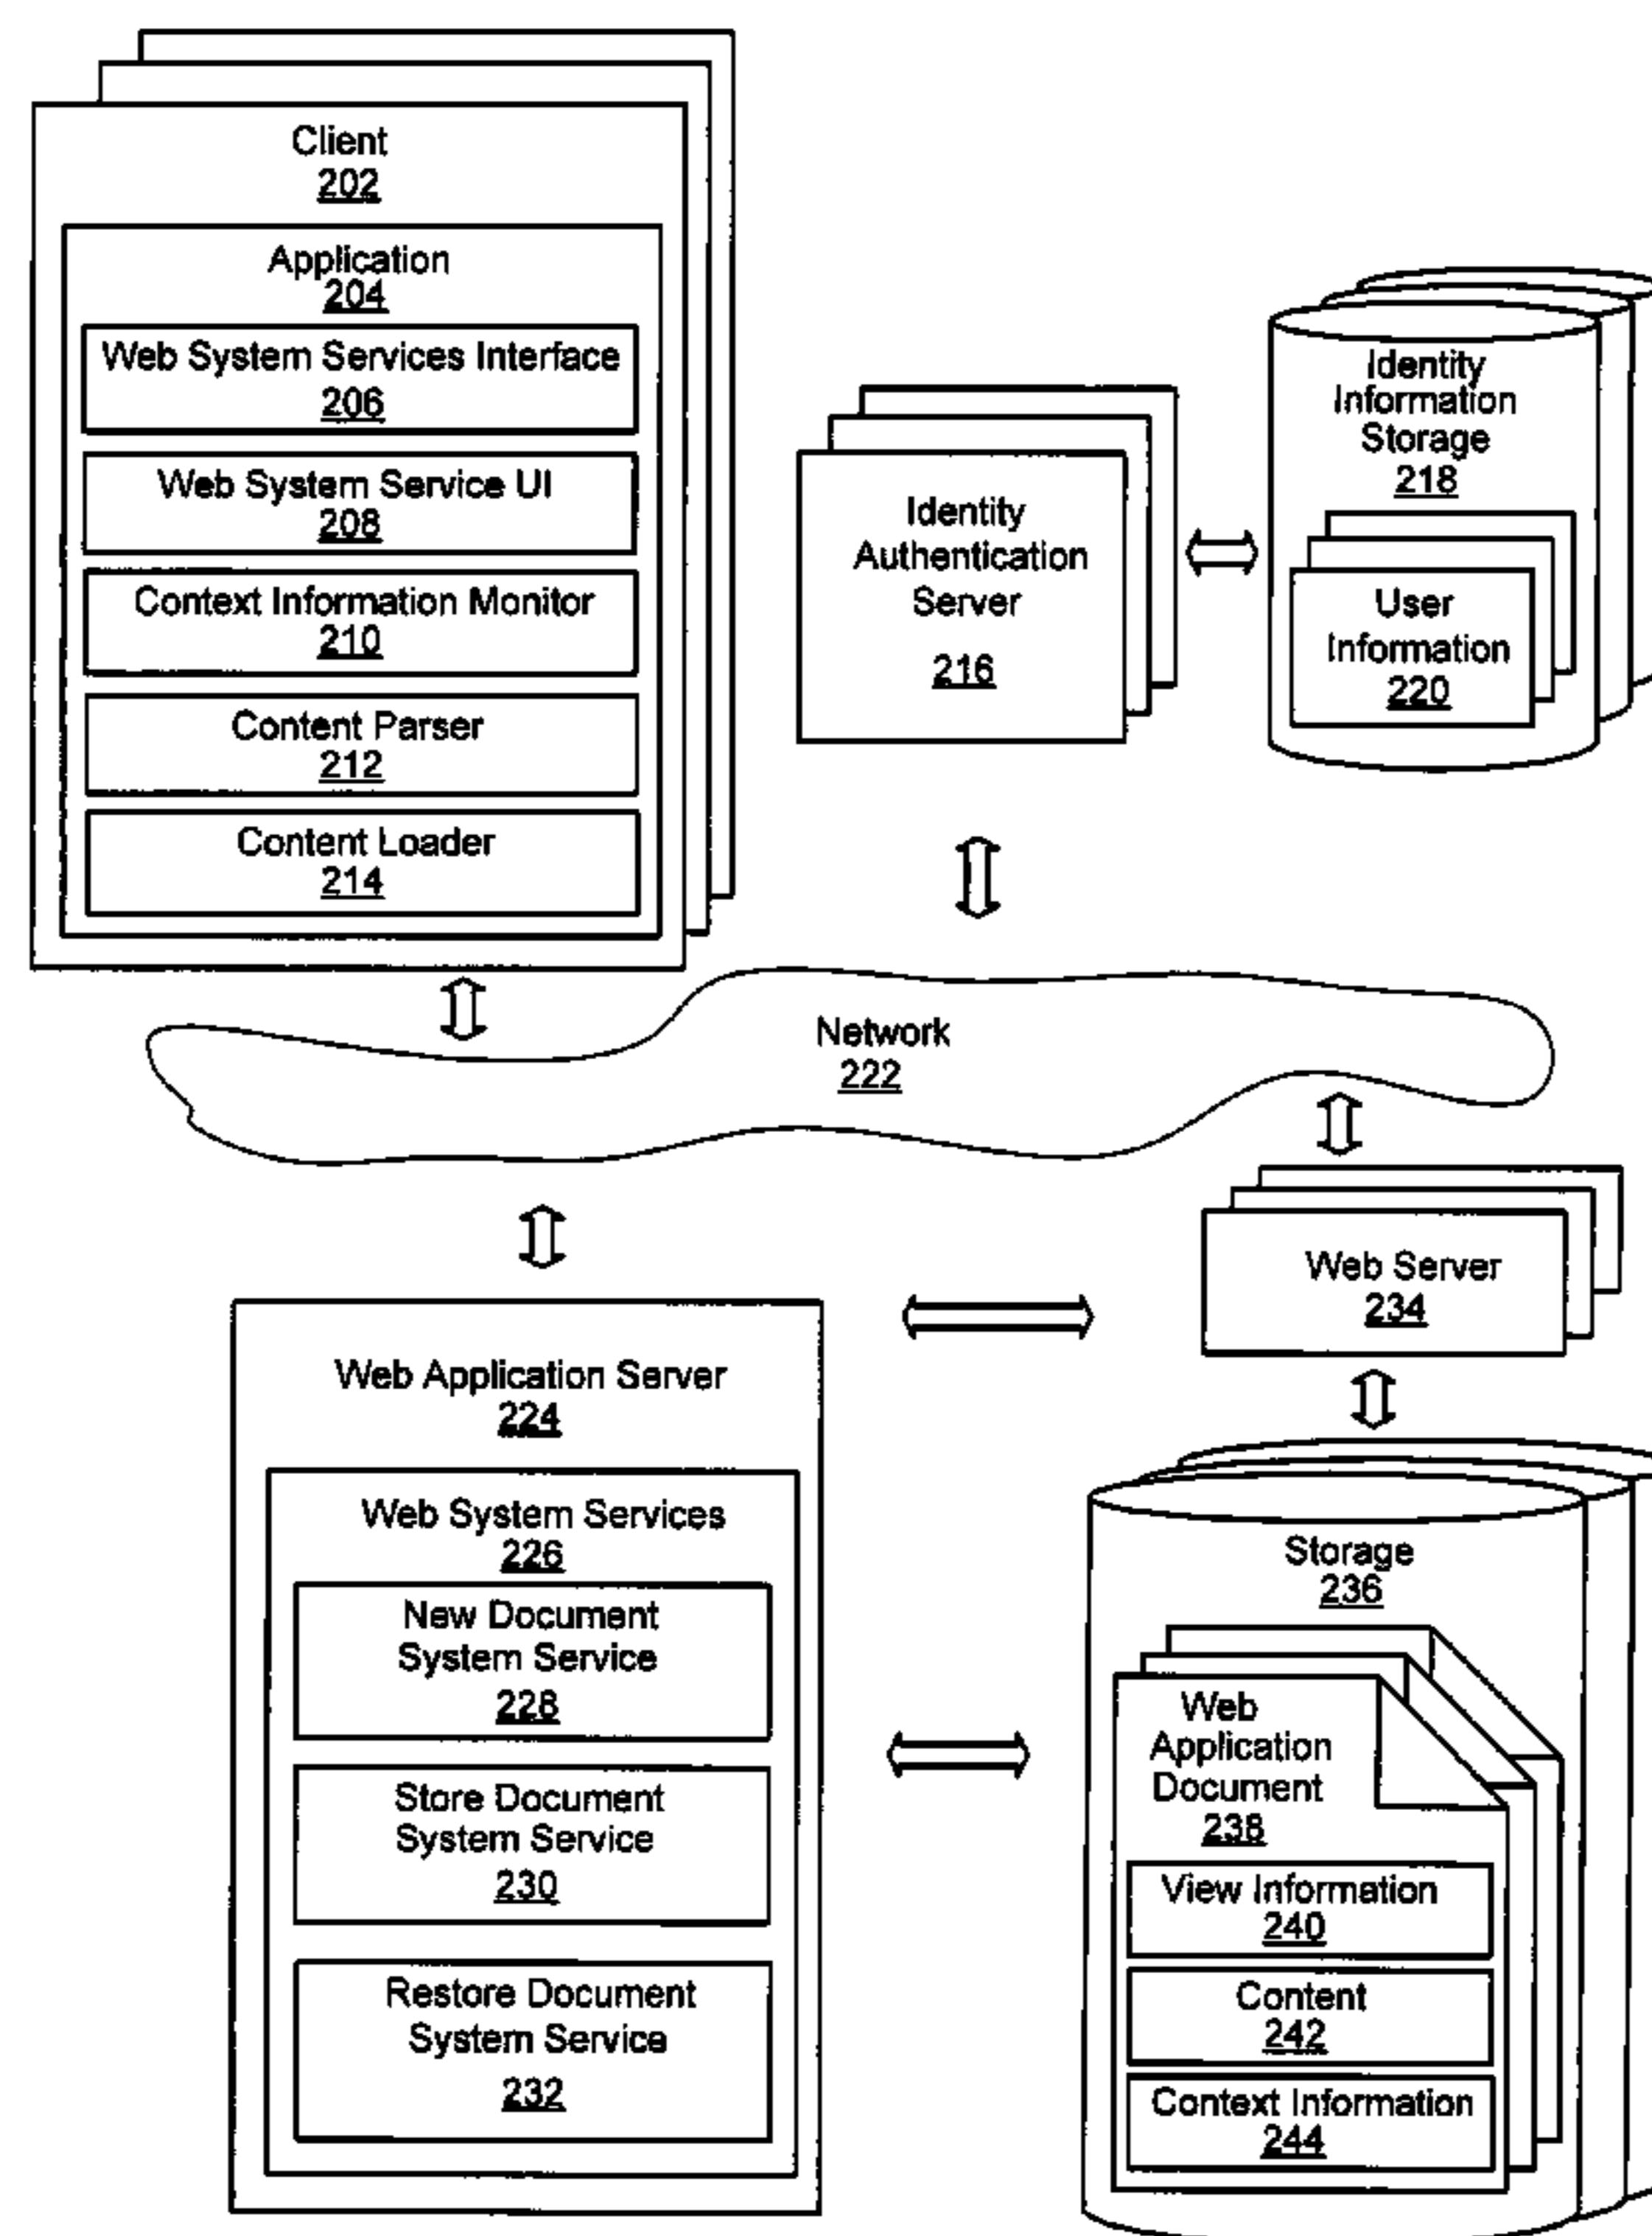 Client
202
Application
204
Web System Services Interface
206
Web System Service UI
208
Context Information Monitor
210
Content Parser
212
Content Loader
214
Identity
Authentication
Server
216
Identity
Information
Storage
218
User
Information
220
Network
222
Web Application Server
224
Web System Services
226
New Document
System Service
228
Store Document
System Service
230
Restore Document
System Service
232
Web Server
234
Storage
236
Web
Application
Document
238
View Information
240
Content
242
Context Information
244